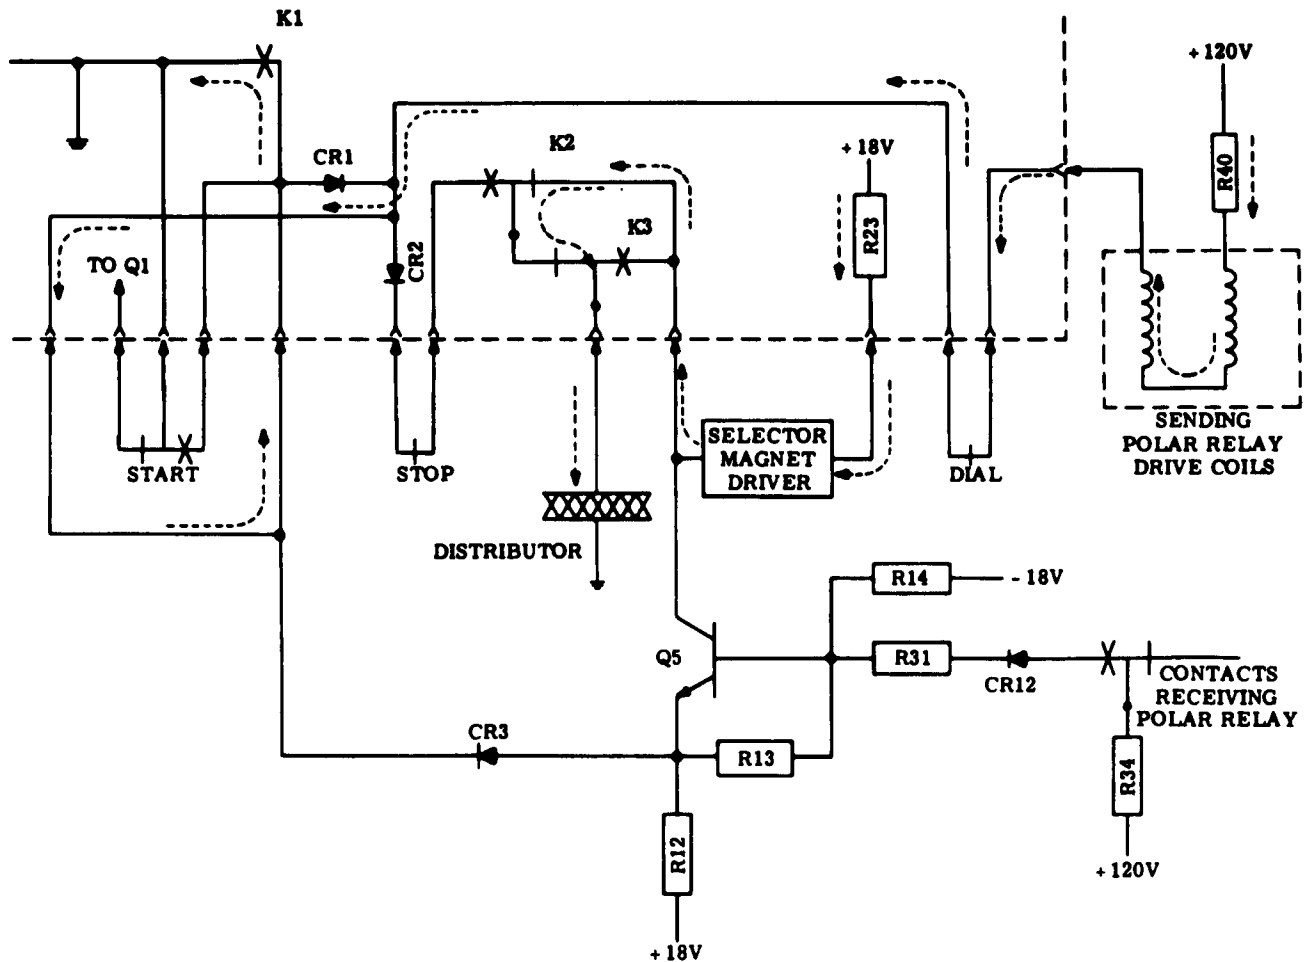 K1
+120V
K2
+18V
CR1
R40
K3
R23
CR2
TO Q1
SENDING
POLAR RELAY
DRIVE COILS
SELECTOR
MAGNET
DRIVER
START
STOP
DIAL
DISTRIBUTOR
R14
- 18V
Q5
R31
CR12
CONTACTS
RECEIVING
POLAR RELAY
CR3
R13
R34
R12
+120V
+18V